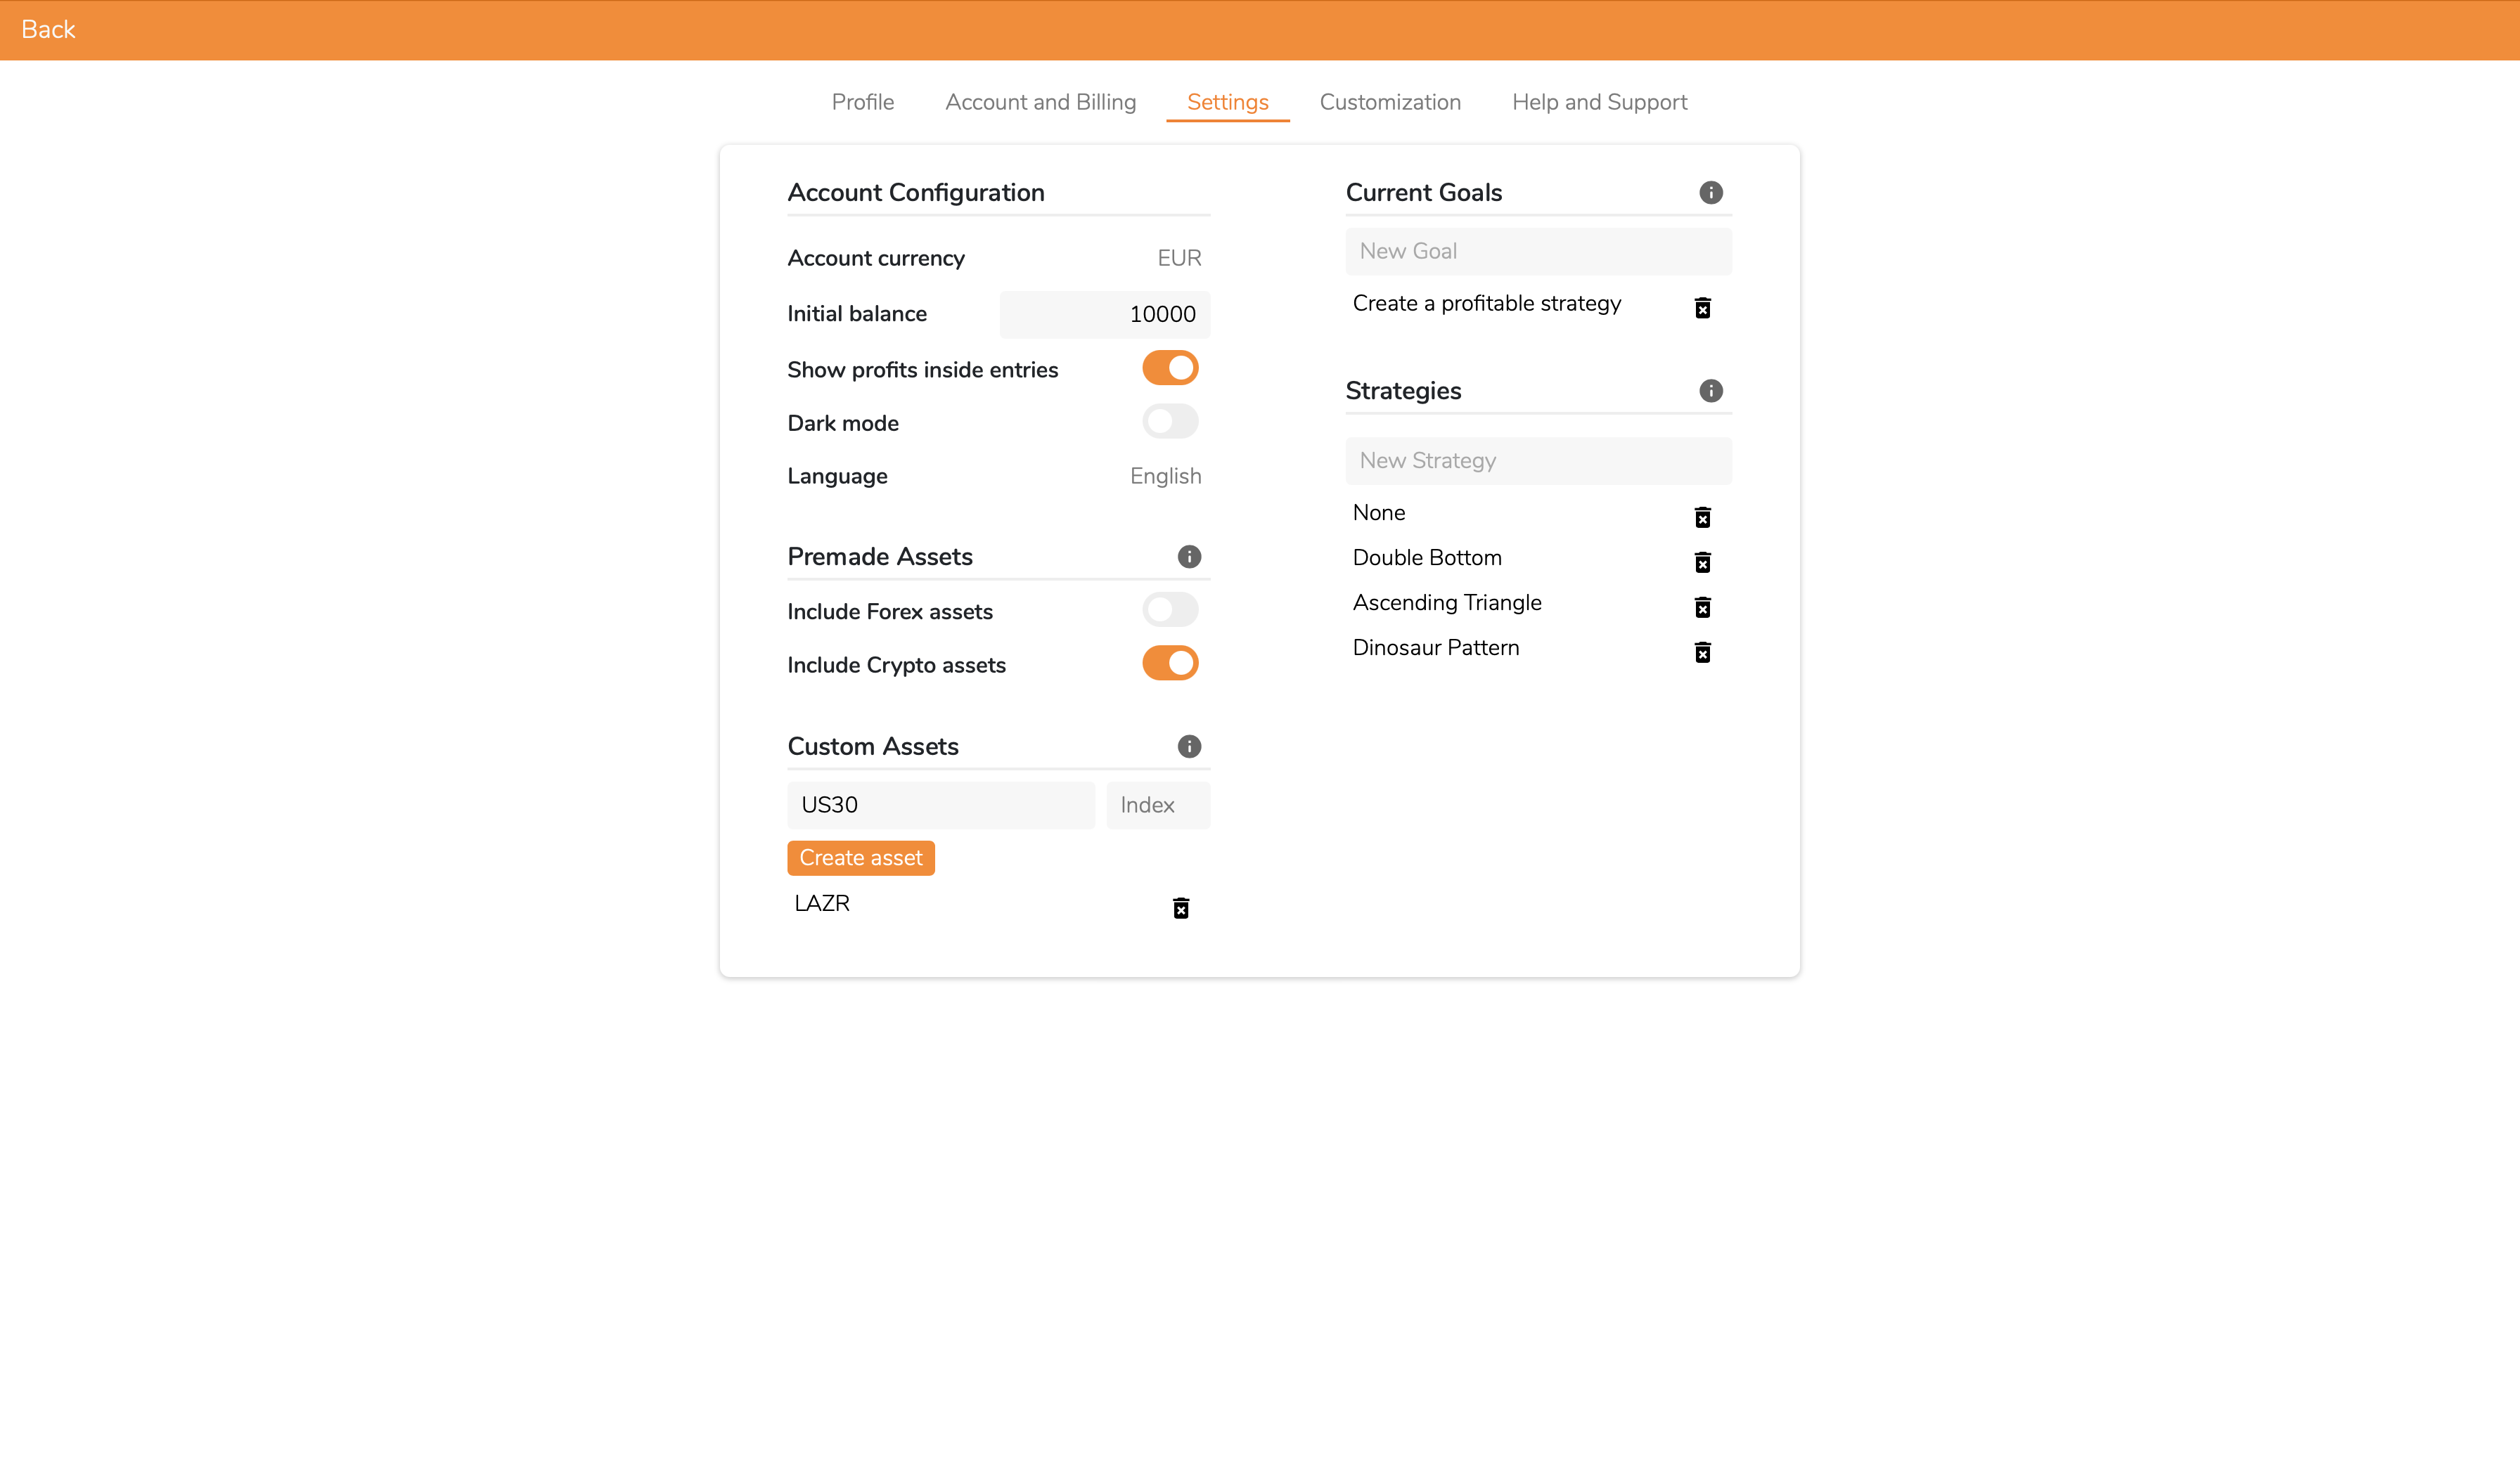 Back
Profile
Account and Billing
Settings
Customization
Help and Support
Account Configuration
Account currency
EUR
Initial balance
10000
Show profits inside entries
Dark mode
Language
English
Premade Assets
Include Forex assets
Include Crypto assets
Custom Assets
US30
Index
Create asset
LAZR
Current Goals
New Goal
Create a profitable strategy
Strategies
New Strategy
None
Double Bottom
Ascending Triangle
Dinosaur Pattern